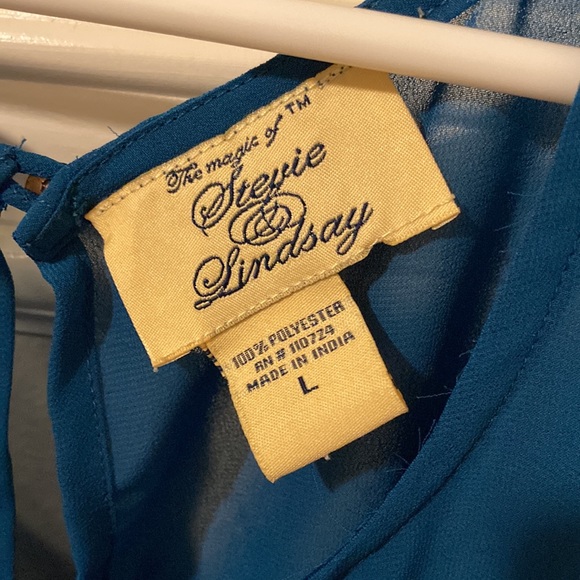 The magic of ™
Stevie
&
Lindsay
100% POLYESTER
RN # 110724
MADE IN INDIA
L